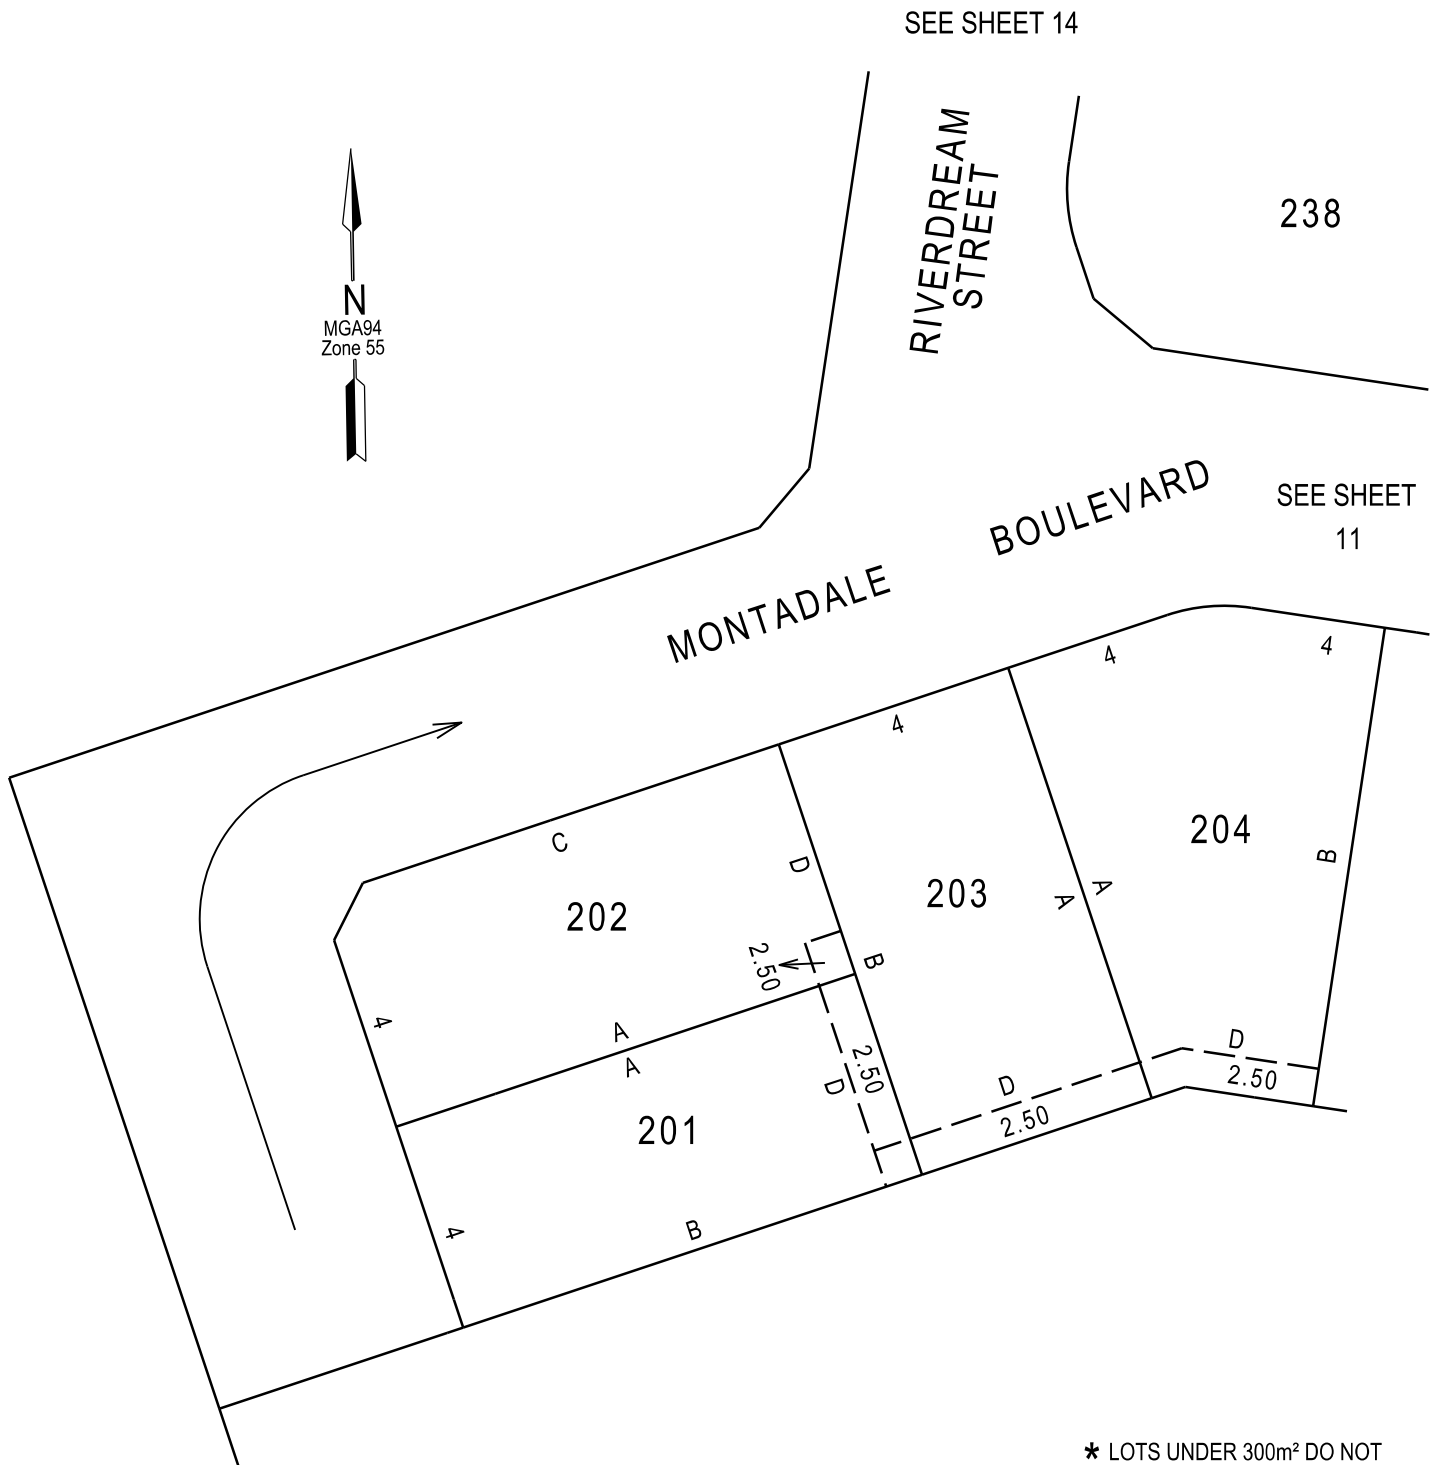 SEE SHEET 14
RIVERDREAM
STREET
238
N
MGA94
Zone 55
MONTADALE BOULEVARD
SEE SHEET
11
4
4
4
C
D
202
203
204
A
A
B
B
2.50
4
A
A
D
2.50
201
D
2.50
D
2.50
4
B
* LOTS UNDER 300m² DO NOT